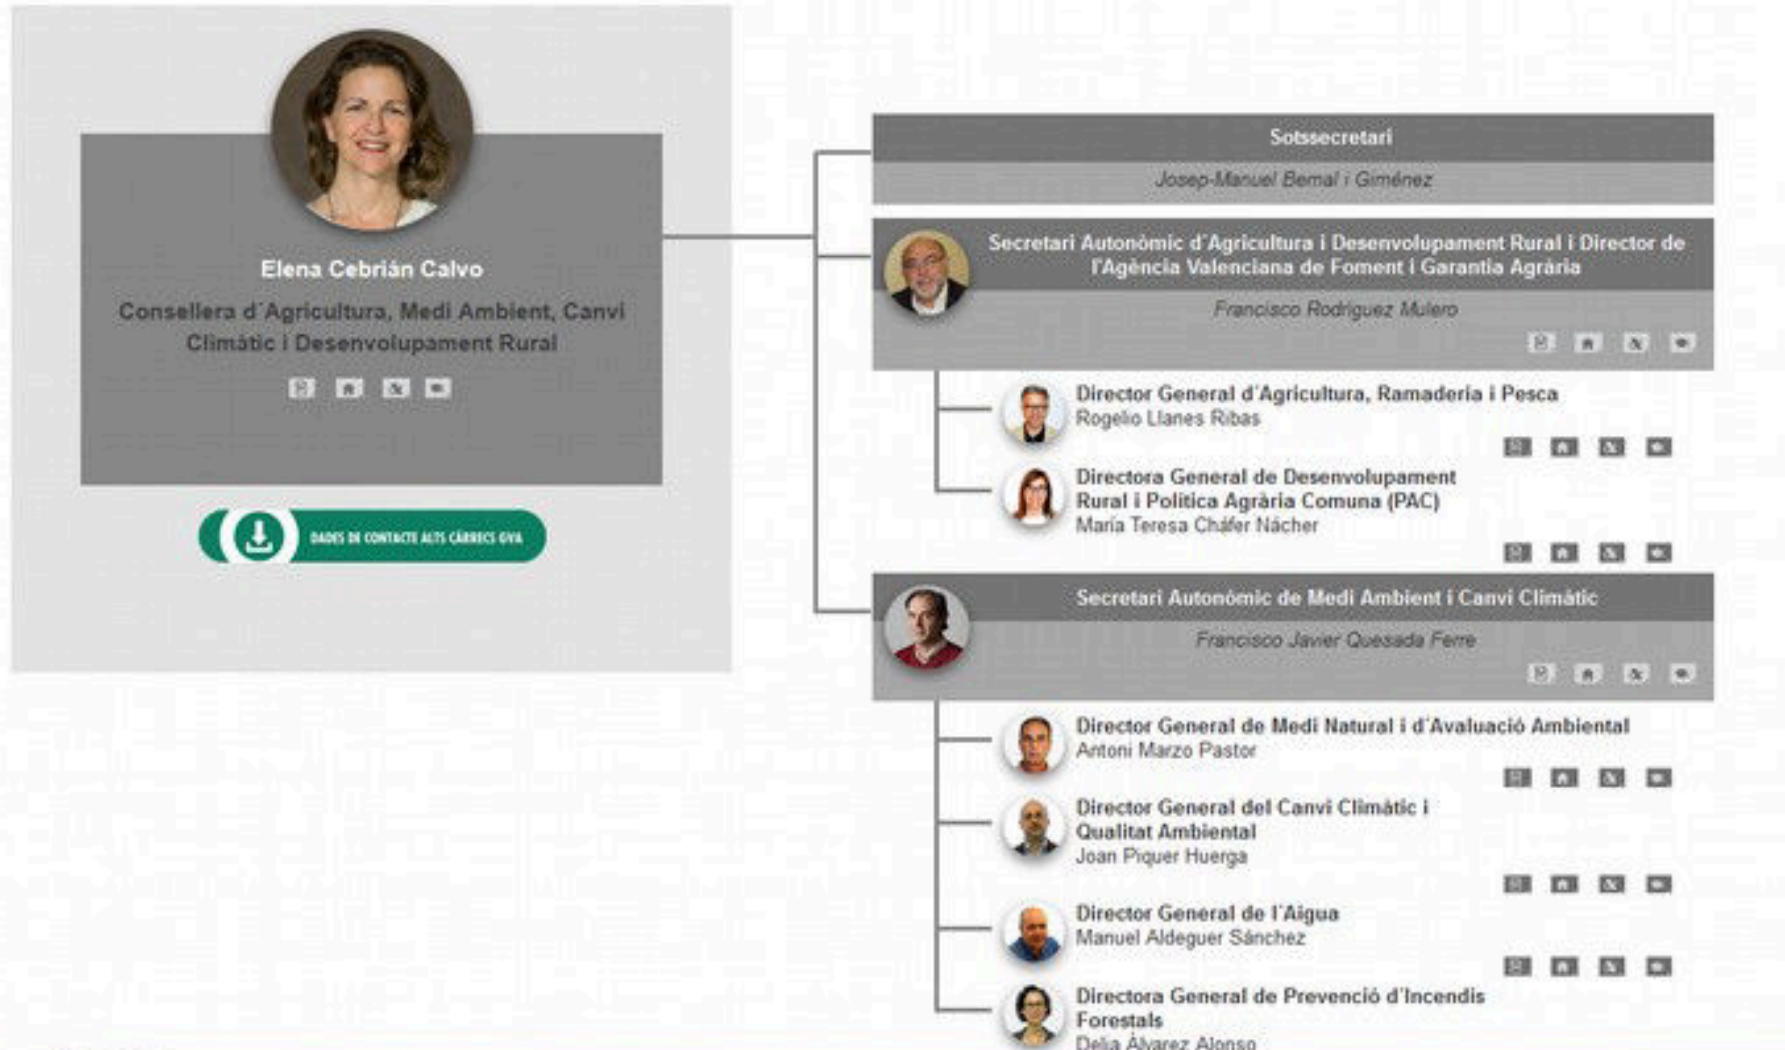 Elena Cebrián Calvo
Consellera d´Agricultura, Medi Ambient, Canvi
Climàtic i Desenvolupament Rural
DADES DE CONTACTE ALTS CÀRRECS GVA
Sotssecretari
Josep-Manuel Bernal i Giménez
Secretari Autonòmic d´Agricultura i Desenvolupament Rural i Director de
l'Agència Valenciana de Foment i Garantia Agrària
Francisco Rodríguez Mulero
Director General d´Agricultura, Ramaderia i Pesca
Rogelio Llanes Ribas
Directora General de Desenvolupament
Rural i Política Agrària Comuna (PAC)
María Teresa Cháfer Nácher
Secretari Autonòmic de Medi Ambient i Canvi Climàtic
Francisco Javier Quesada Ferre
Director General de Medi Natural i d´Avaluació Ambiental
Antoni Marzo Pastor
Director General del Canvi Climàtic i
Qualitat Ambiental
Joan Piquer Huerga
Director General de l´Aigua
Manuel Aldeguer Sánchez
Directora General de Prevenció d´Incendis
Forestals
Delia Álvarez Alonso